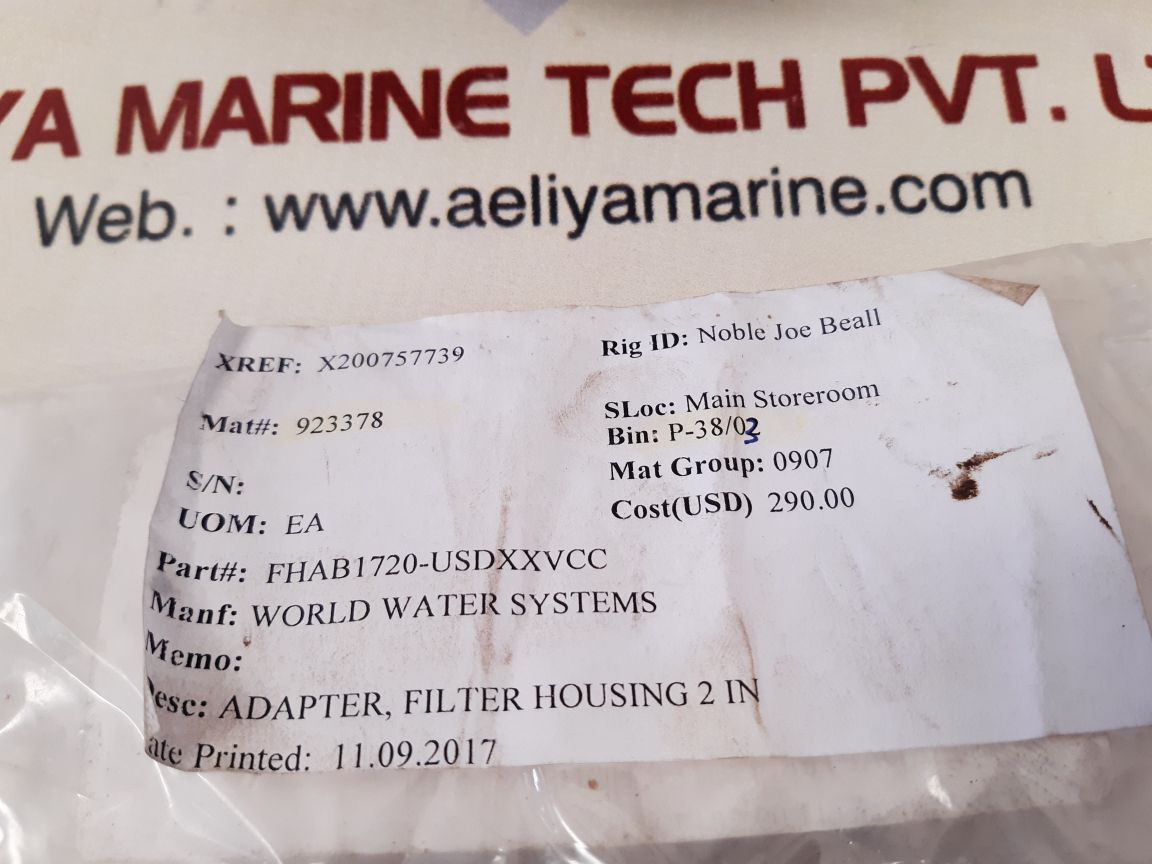 YA MARINE TECH PVT. LT
Web. : www.aeliyamarine.com
XREF: X200757739
Rig ID: Noble Joe Beall
Mat#: 923378
SLoc: Main Storeroom
Bin: P-38/03
S/N:
Mat Group: 0907
UOM: EA
Cost(USD) 290.00
Part#: FHAB1720-USDXXVCC
Manf: WORLD WATER SYSTEMS
Memo:
esc: ADAPTER, FILTER HOUSING 2 IN
ate Printed: 11.09.2017